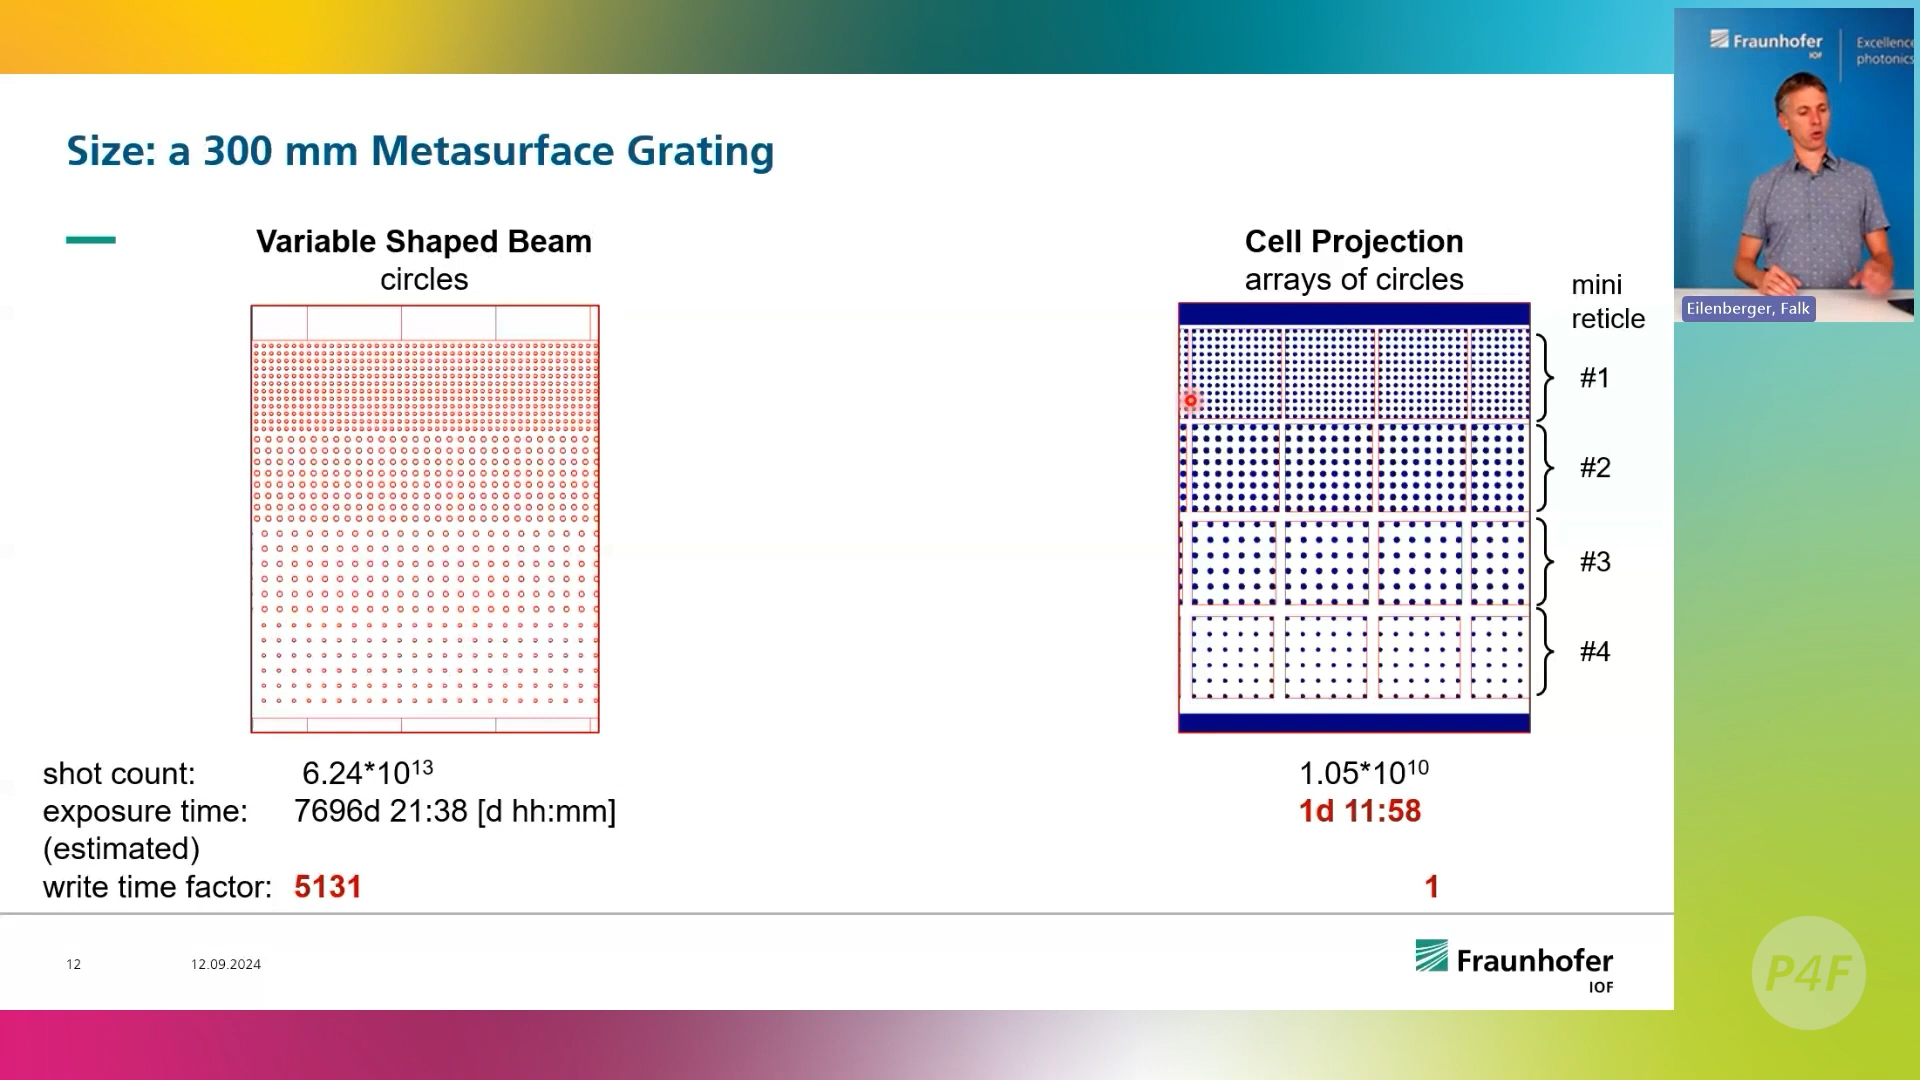 Size: a 300 mm Metasurface Grating
Variable Shaped Beam
circles
Cell Projection
arrays of circles
mini
reticle
#1
#2
#3
#4
shot count: 6.24*10¹³ 1.05*10¹⁰
exposure time: 7696d 21:38 [d hh:mm] 1d 11:58
(estimated)
write time factor: 5131 1
12 12.09.2024
Fraunhofer
IOF
Fraunhofer
IOF
Excellence
photonics
Eilenberger, Falk
P4F